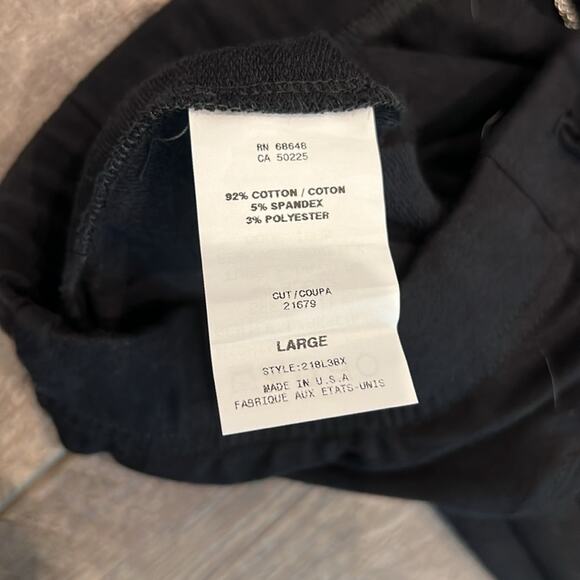 RN 68648
CA 50225
92% COTTON / COTON
5% SPANDEX
3% POLYESTER
CUT/COUPA
21679
LARGE
STYLE:218L3BX
MADE IN U.S.A
FABRIQUE AUX ETATS-UNIS